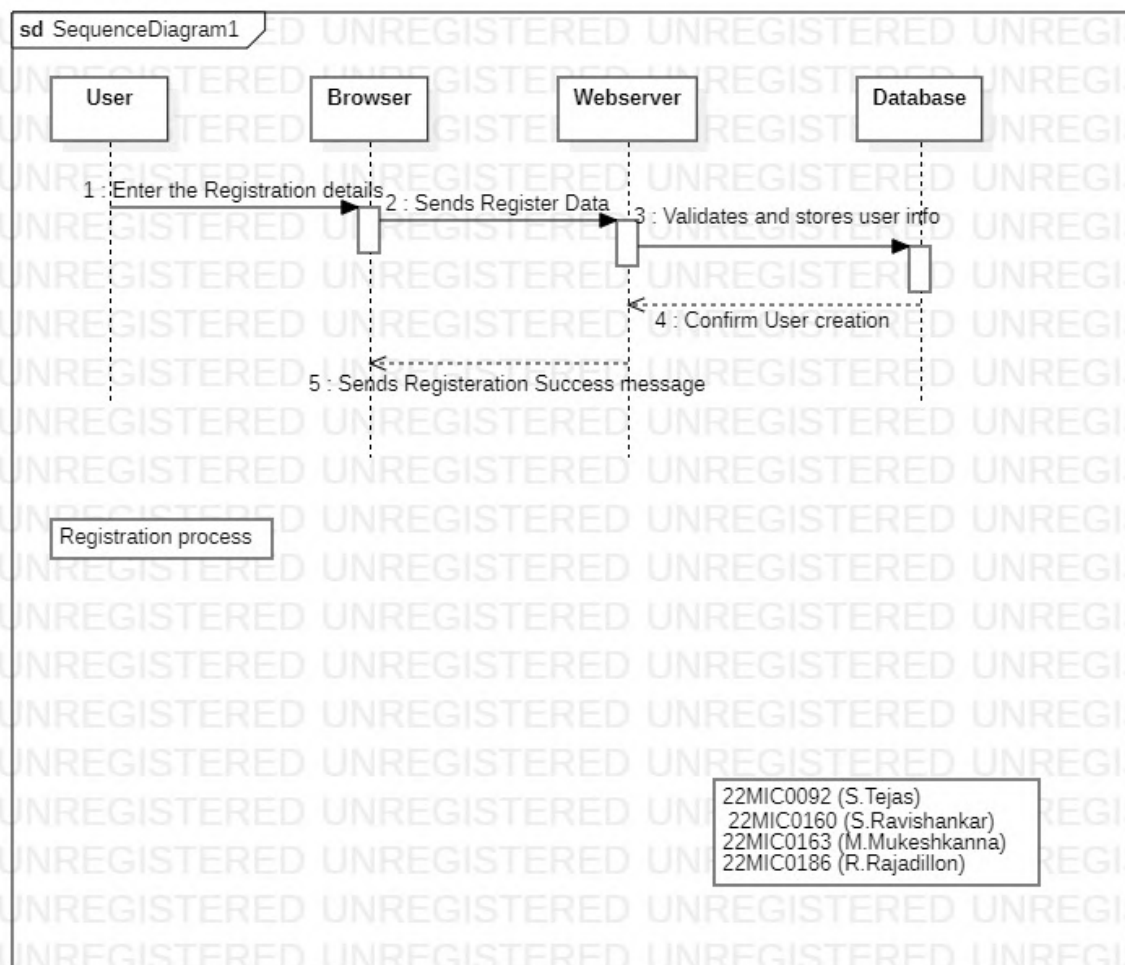 sd SequenceDiagram1
User
Browser
Webserver
Database
1 : Enter the Registration details
2 : Sends Register Data
3 : Validates and stores user info
4 : Confirm User creation
5 : Sends Registeration Success message
Registration process
22MIC0092 (S.Tejas)
22MIC0160 (S.Ravishankar)
22MIC0163 (M.Mukeshkanna)
22MIC0186 (R.Rajadillon)
UNREGISTERED